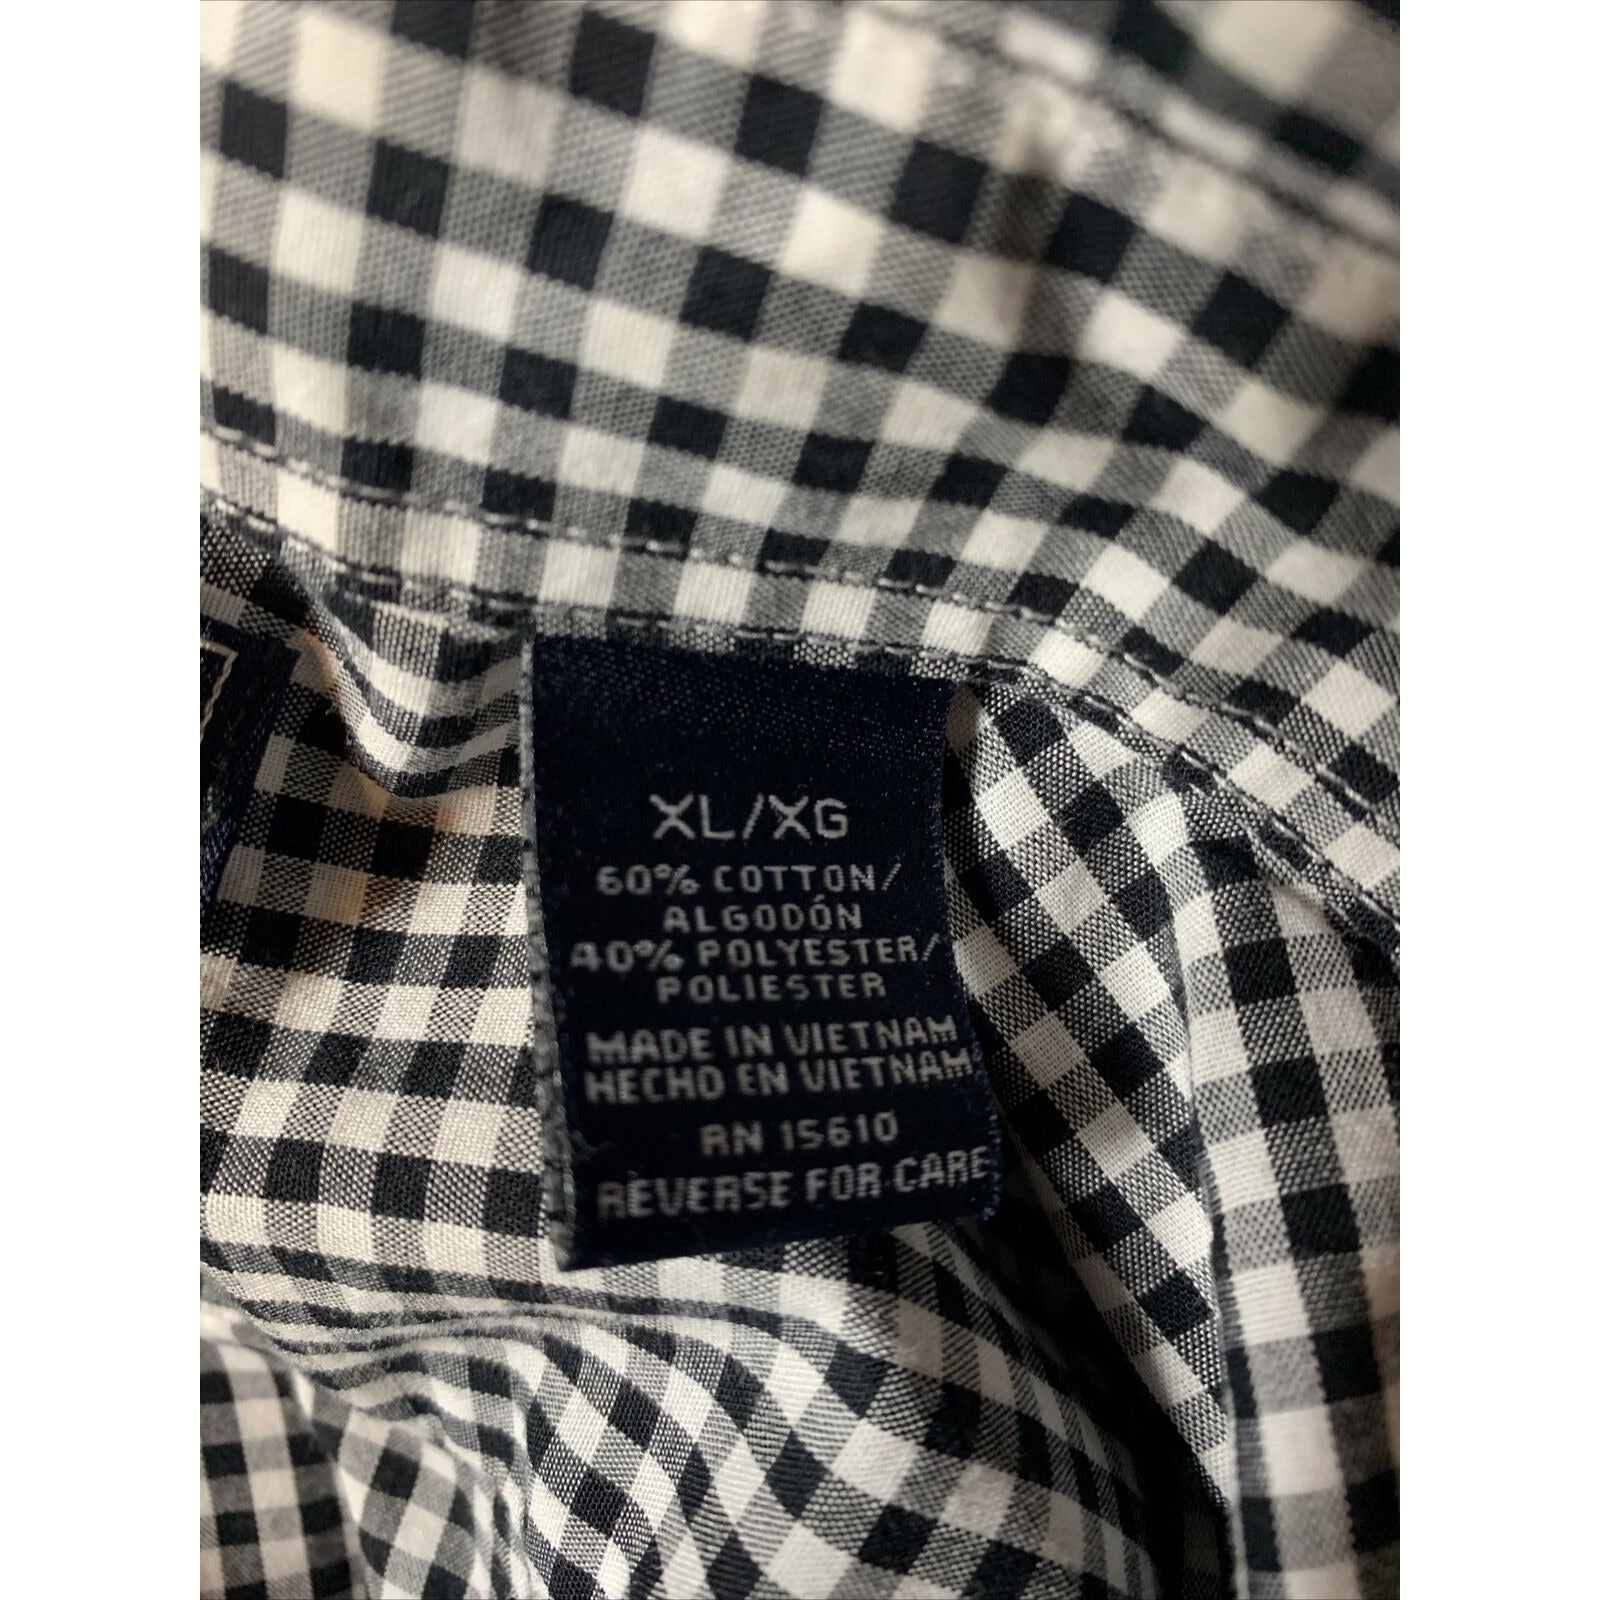 XL/XG
60% COTTON/
ALGODÓN
40% POLYESTER/
POLIESTER
MADE IN VIETNAM
HECHO EN VIETNAM
RN 15610
REVERSE FOR CARE